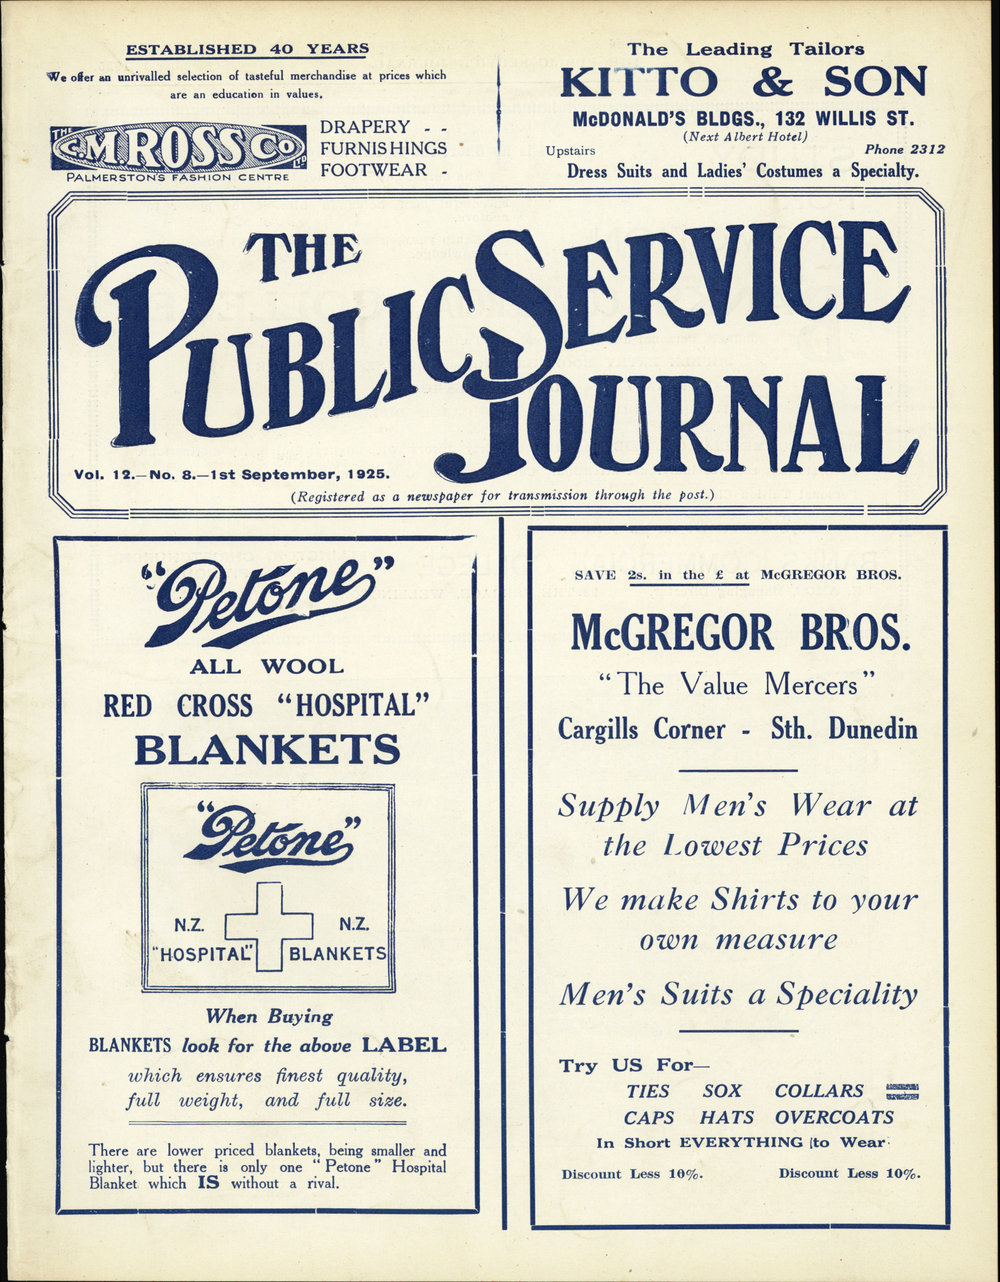 ESTABLISHED 40 YEARS
We offer an unrivalled selection of tasteful merchandise at prices which
are an education in values.
THE
C.M. ROSS Co LTD
PALMERSTON'S FASHION CENTRE
DRAPERY - -
FURNISHINGS
FOOTWEAR -
The Leading Tailors
KITTO & SON
McDONALD'S BLDGS., 132 WILLIS ST.
(Next Albert Hotel)
Upstairs Phone 2312
Dress Suits and Ladies' Costumes a Specialty.
THE
PUBLIC SERVICE
JOURNAL
Vol. 12.—No. 8.—1st September, 1925.
(Registered as a newspaper for transmission through the post.)
"Petone"
ALL WOOL
RED CROSS "HOSPITAL"
BLANKETS
"Petone"
N.Z. N.Z.
"HOSPITAL" BLANKETS
When Buying
BLANKETS look for the above LABEL
which ensures finest quality,
full weight, and full size.
There are lower priced blankets, being smaller and
lighter, but there is only one "Petone" Hospital
Blanket which IS without a rival.
SAVE 2s. in the £ at McGREGOR BROS.
McGREGOR BROS.
"The Value Mercers"
Cargills Corner - Sth. Dunedin
Supply Men's Wear at
the Lowest Prices
We make Shirts to your
own measure
Men's Suits a Speciality
Try US For—
TIES SOX COLLARS
CAPS HATS OVERCOATS
In Short EVERYTHING to Wear
Discount Less 10%. Discount Less 10%.